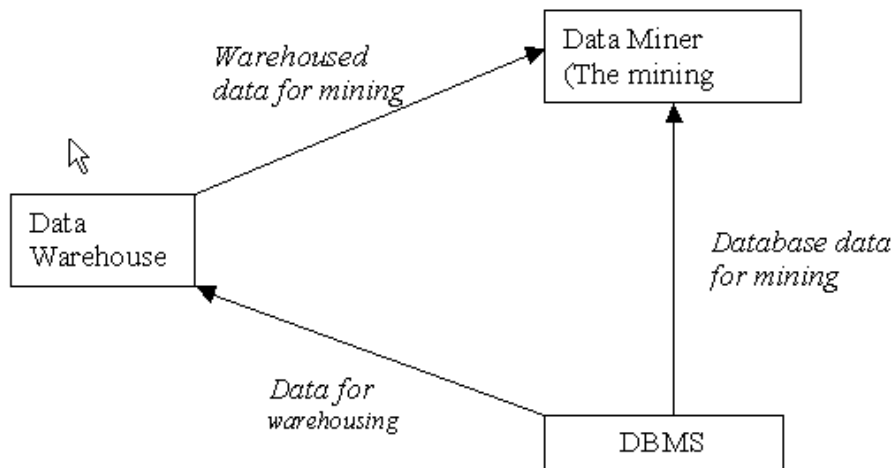 Warehoused
data for mining
Data Miner
(The mining
Data
Warehouse
Database data
for mining
Data for
warehousing
DBMS